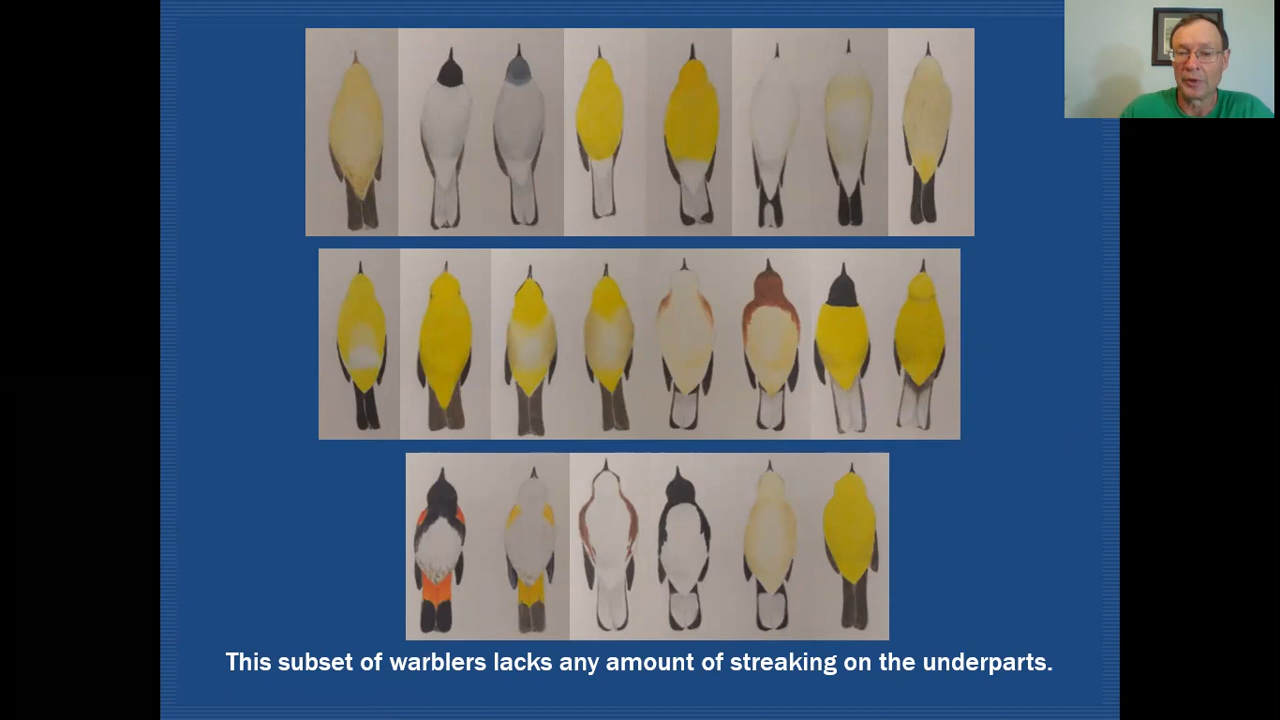 This subset of warblers lacks any amount of streaking on the underparts.